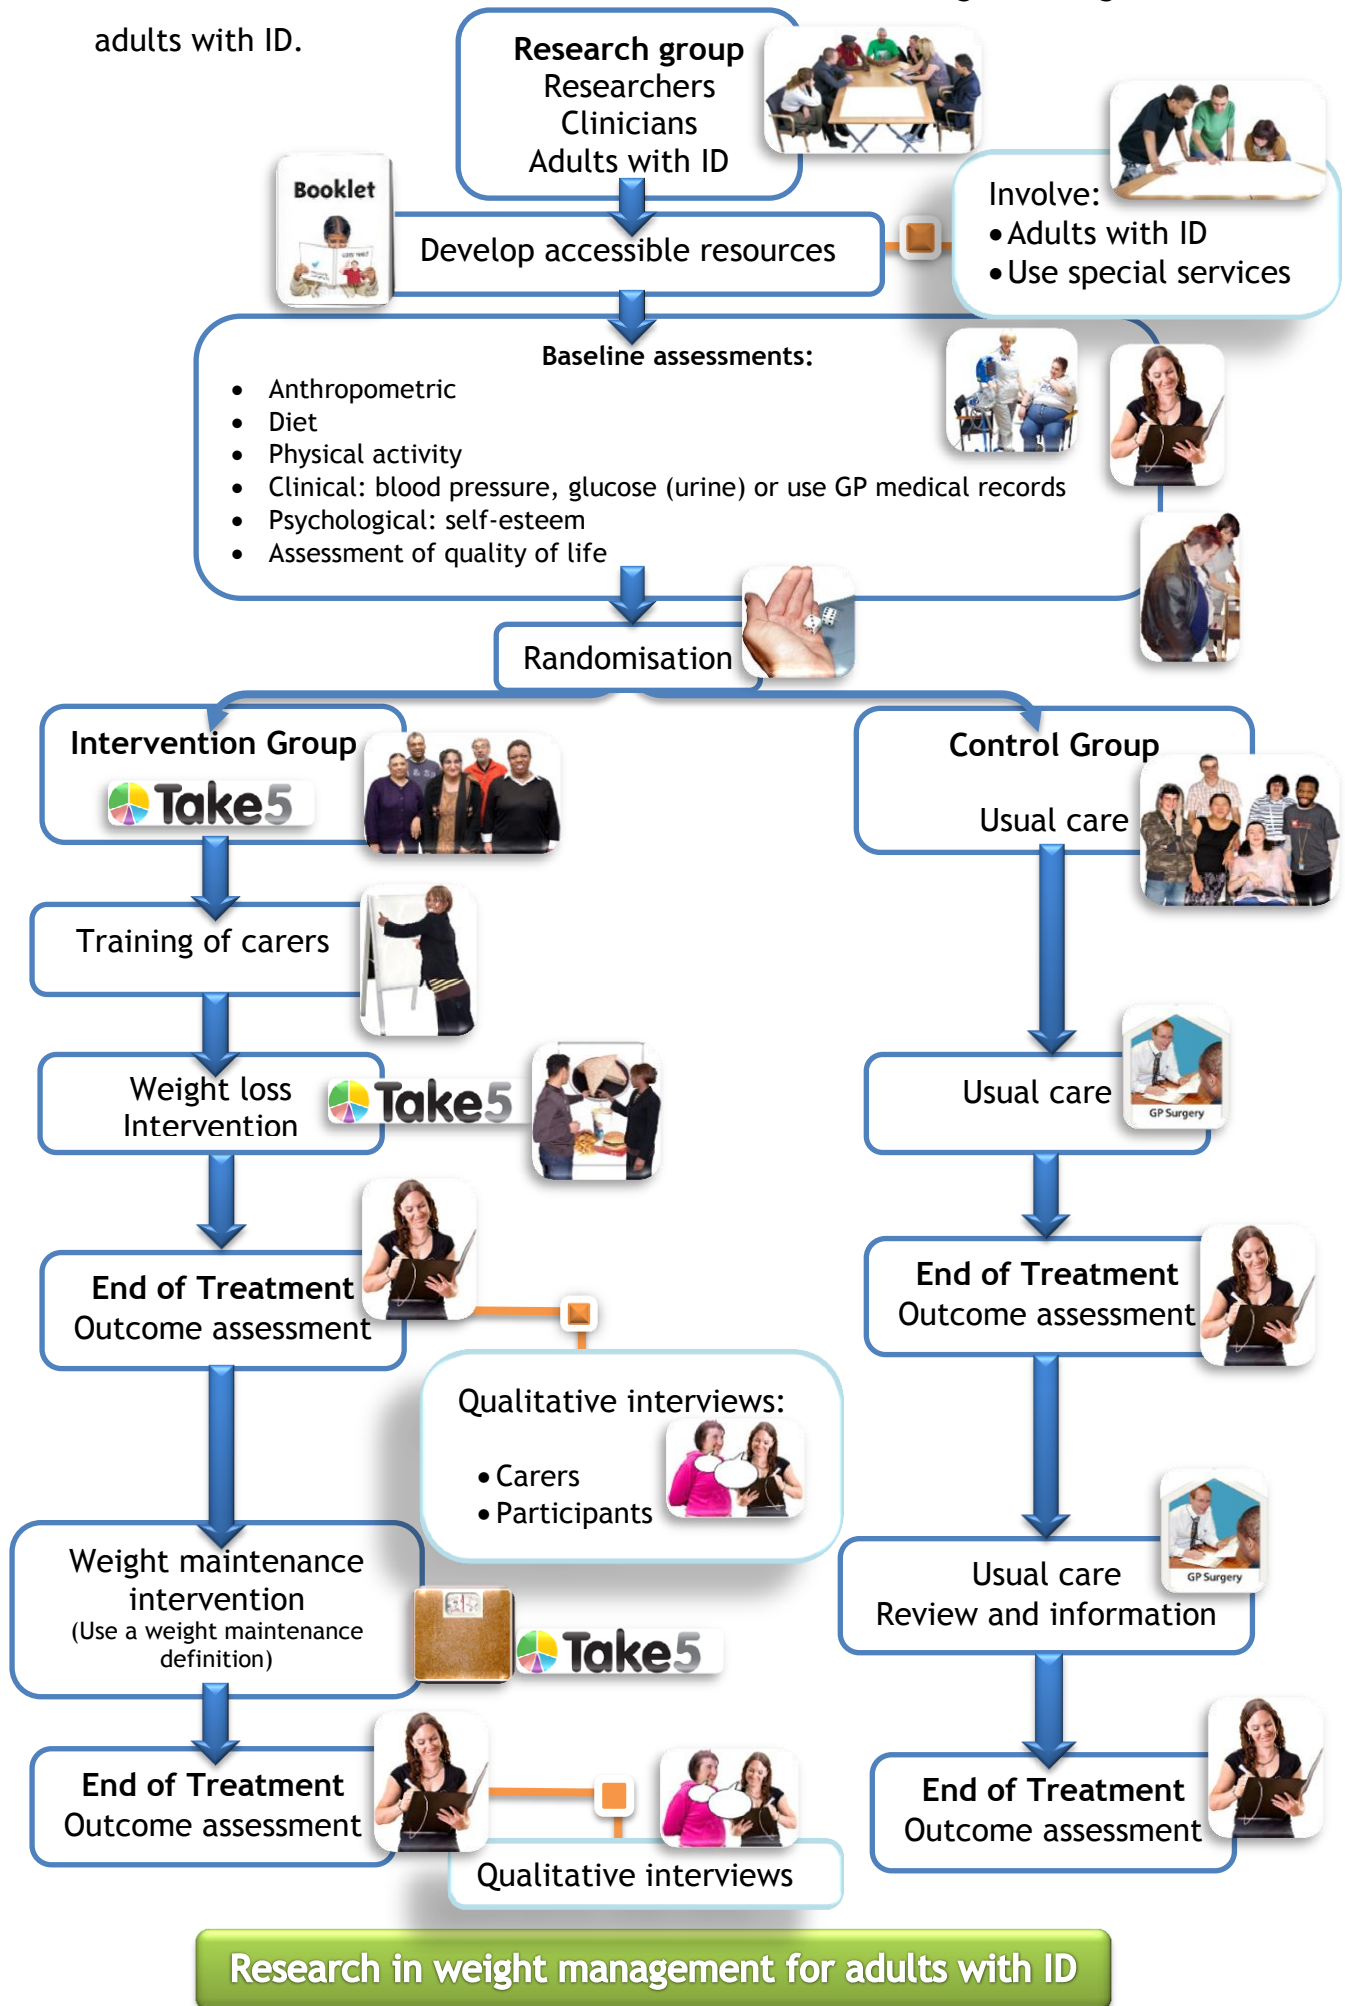 adults with ID.
Research group
Researchers
Clinicians
Adults with ID
Booklet
Develop accessible resources
Involve:
• Adults with ID
• Use special services
Baseline assessments:
• Anthropometric
• Diet
• Physical activity
• Clinical: blood pressure, glucose (urine) or use GP medical records
• Psychological: self-esteem
• Assessment of quality of life
Randomisation
Intervention Group
Take5
Control Group
Usual care
Training of carers
Weight loss
Intervention
Take5
Usual care
GP Surgery
End of Treatment
Outcome assessment
End of Treatment
Outcome assessment
Qualitative interviews:
• Carers
• Participants
Weight maintenance
intervention
(Use a weight maintenance
definition)
Take5
Usual care
Review and information
GP Surgery
End of Treatment
Outcome assessment
Qualitative interviews
End of Treatment
Outcome assessment
Research in weight management for adults with ID